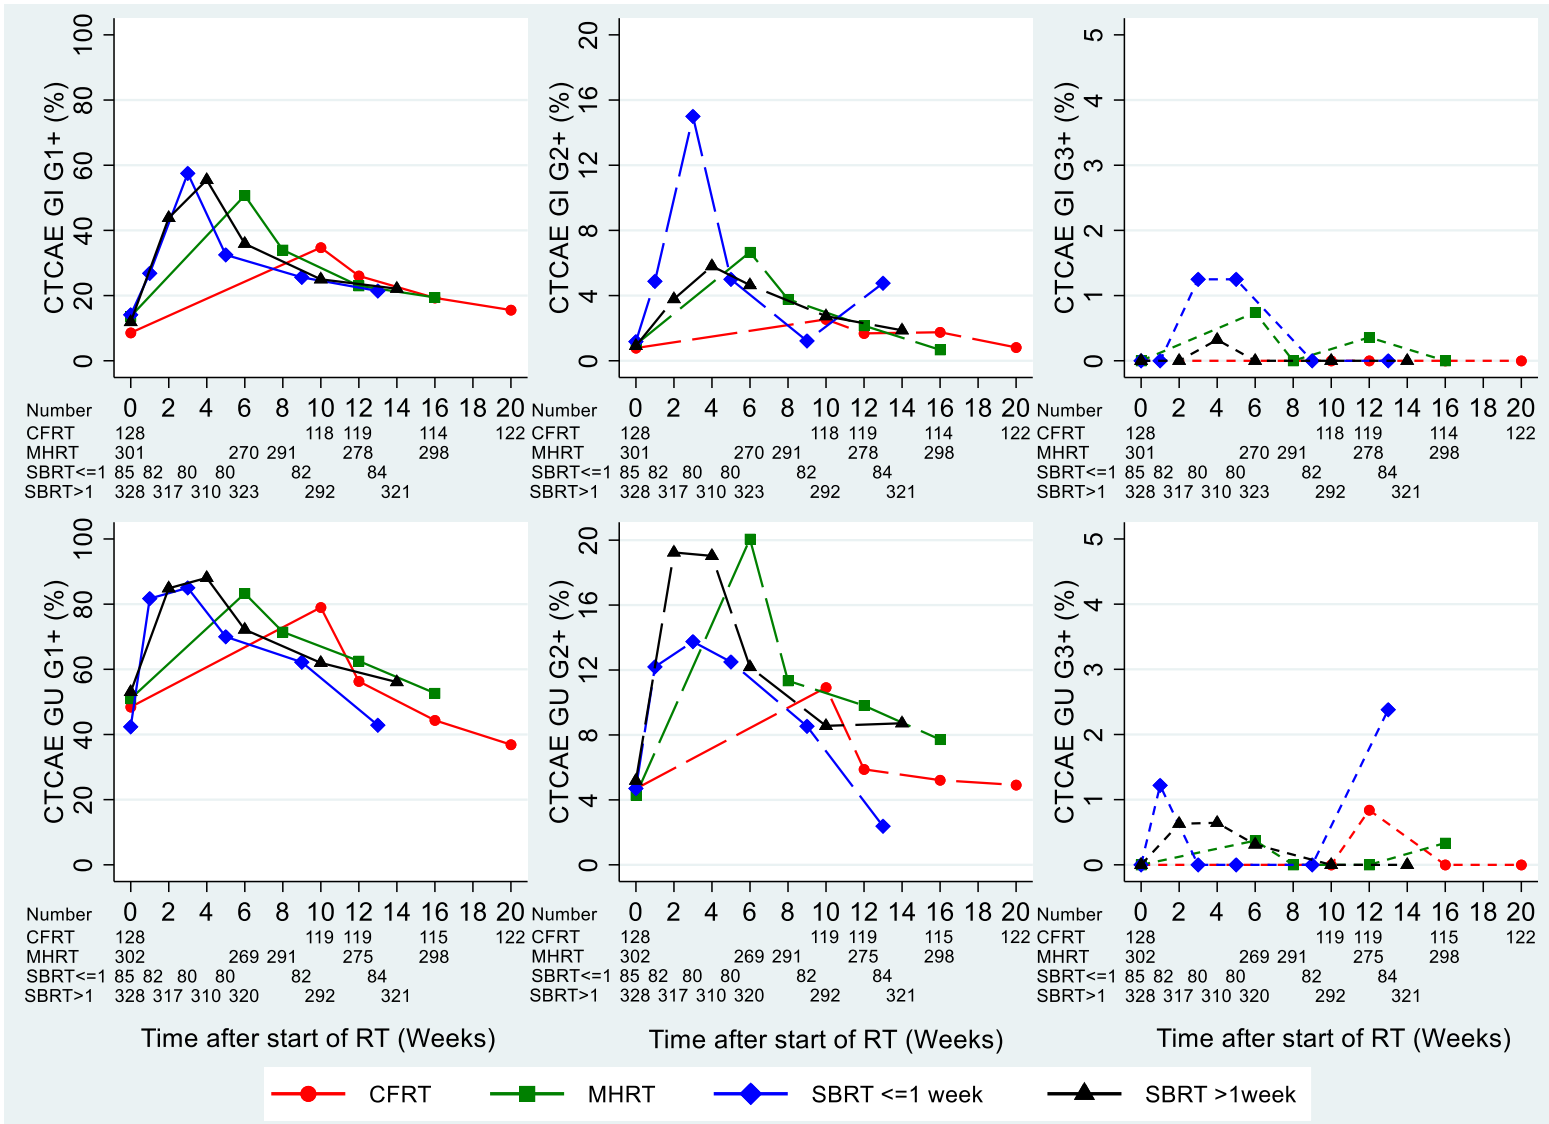 CTCAE GI G1+ (%)
100
80
60
40
20
0
CTCAE GI G2+ (%)
20
16
12
8
4
0
CTCAE GI G3+ (%)
5
4
3
2
1
0
Number 0 2 4 6 8 10 12 14 16 18 20
CFRT 128 118 119 114 122
MHRT 301 270 291 278 298
SBRT<=1 85 82 80 80 82 84
SBRT>1 328 317 310 323 292 321
Number 0 2 4 6 8 10 12 14 16 18 20
CFRT 128 118 119 114 122
MHRT 301 270 291 278 298
SBRT<=1 85 82 80 80 82 84
SBRT>1 328 317 310 323 292 321
Number 0 2 4 6 8 10 12 14 16 18 20
CFRT 128 118 119 114 122
MHRT 301 270 291 278 298
SBRT<=1 85 82 80 80 82 84
SBRT>1 328 317 310 323 292 321
CTCAE GU G1+ (%)
100
80
60
40
20
0
CTCAE GU G2+ (%)
20
16
12
8
4
0
CTCAE GU G3+ (%)
5
4
3
2
1
0
Number 0 2 4 6 8 10 12 14 16 18 20
CFRT 128 119 119 115 122
MHRT 302 269 291 275 298
SBRT<=1 85 82 80 80 82 84
SBRT>1 328 317 310 320 292 321
Number 0 2 4 6 8 10 12 14 16 18 20
CFRT 128 119 119 115 122
MHRT 302 269 291 275 298
SBRT<=1 85 82 80 80 82 84
SBRT>1 328 317 310 320 292 321
Number 0 2 4 6 8 10 12 14 16 18 20
CFRT 128 119 119 115 122
MHRT 302 269 291 275 298
SBRT<=1 85 82 80 80 82 84
SBRT>1 328 317 310 320 292 321
Time after start of RT (Weeks)
Time after start of RT (Weeks)
Time after start of RT (Weeks)
CFRT MHRT SBRT <=1 week SBRT >1week